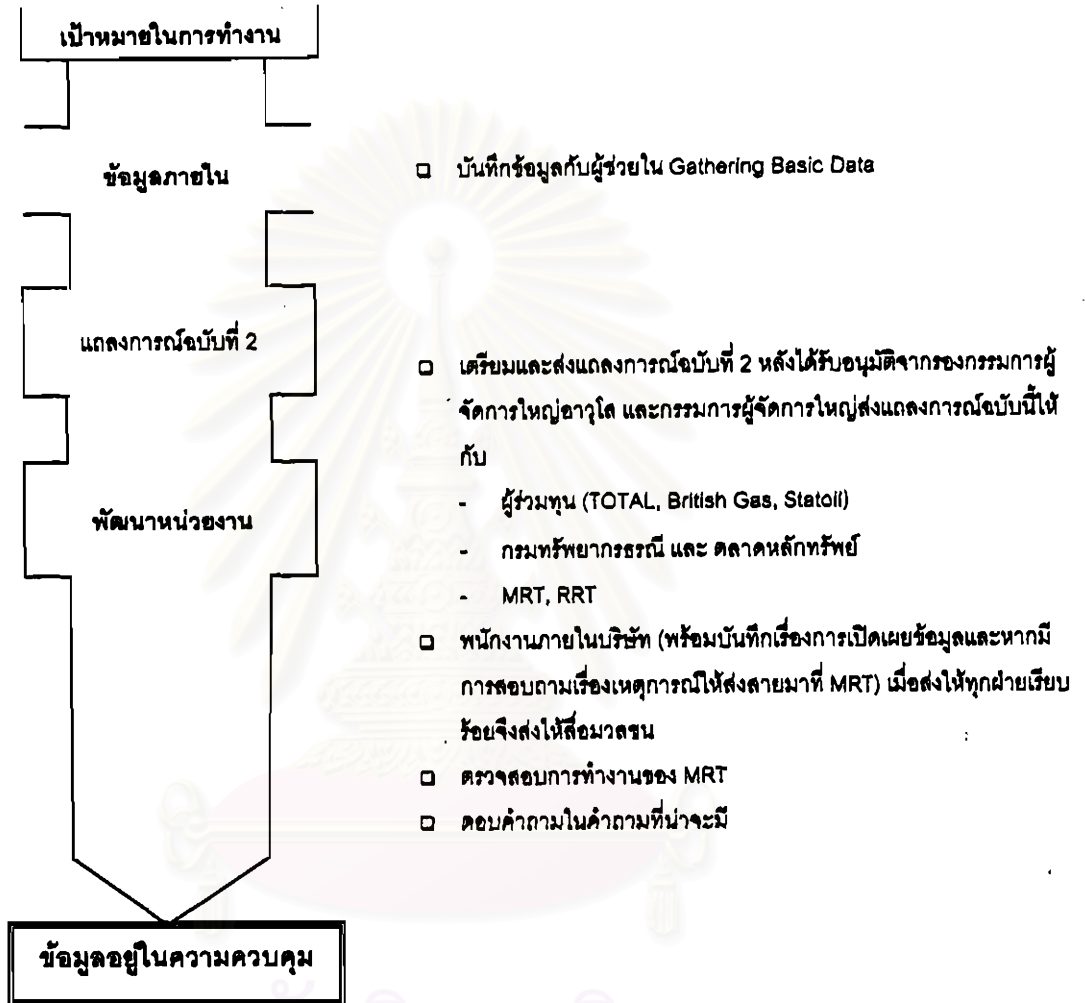 เป้าหมายในการทำงาน
ข้อมูลภายใน
□ บันทึกข้อมูลกับผู้ช่วยใน Gathering Basic Data
แถลงการณ์ฉบับที่ 2
□ เตรียมและส่งแถลงการณ์ฉบับที่ 2 หลังได้รับอนุมัติจากรองกรรมการผู้
จัดการใหญ่อาวุโส และกรรมการผู้จัดการใหญ่ส่งแถลงการณ์ฉบับนี้ให้
กับ
- ผู้ร่วมทุน (TOTAL, British Gas, Statoil)
พัฒนาหน่วยงาน
- กรมทรัพยากรธรณี และ ตลาดหลักทรัพย์
- MRT, RRT
□ พนักงานภายในบริษัท (พร้อมบันทึกเรื่องการเปิดเผยข้อมูลและหากมี
การสอบถามเรื่องเหตุการณ์ให้ส่งสายมาที่ MRT) เมื่อส่งให้ทุกฝ่ายเรียบ
ร้อยจึงส่งให้สื่อมวลชน
□ ตรวจสอบการทำงานของ MRT
□ ตอบคำถามในคำถามที่น่าจะมี
ข้อมูลอยู่ในความควบคุม